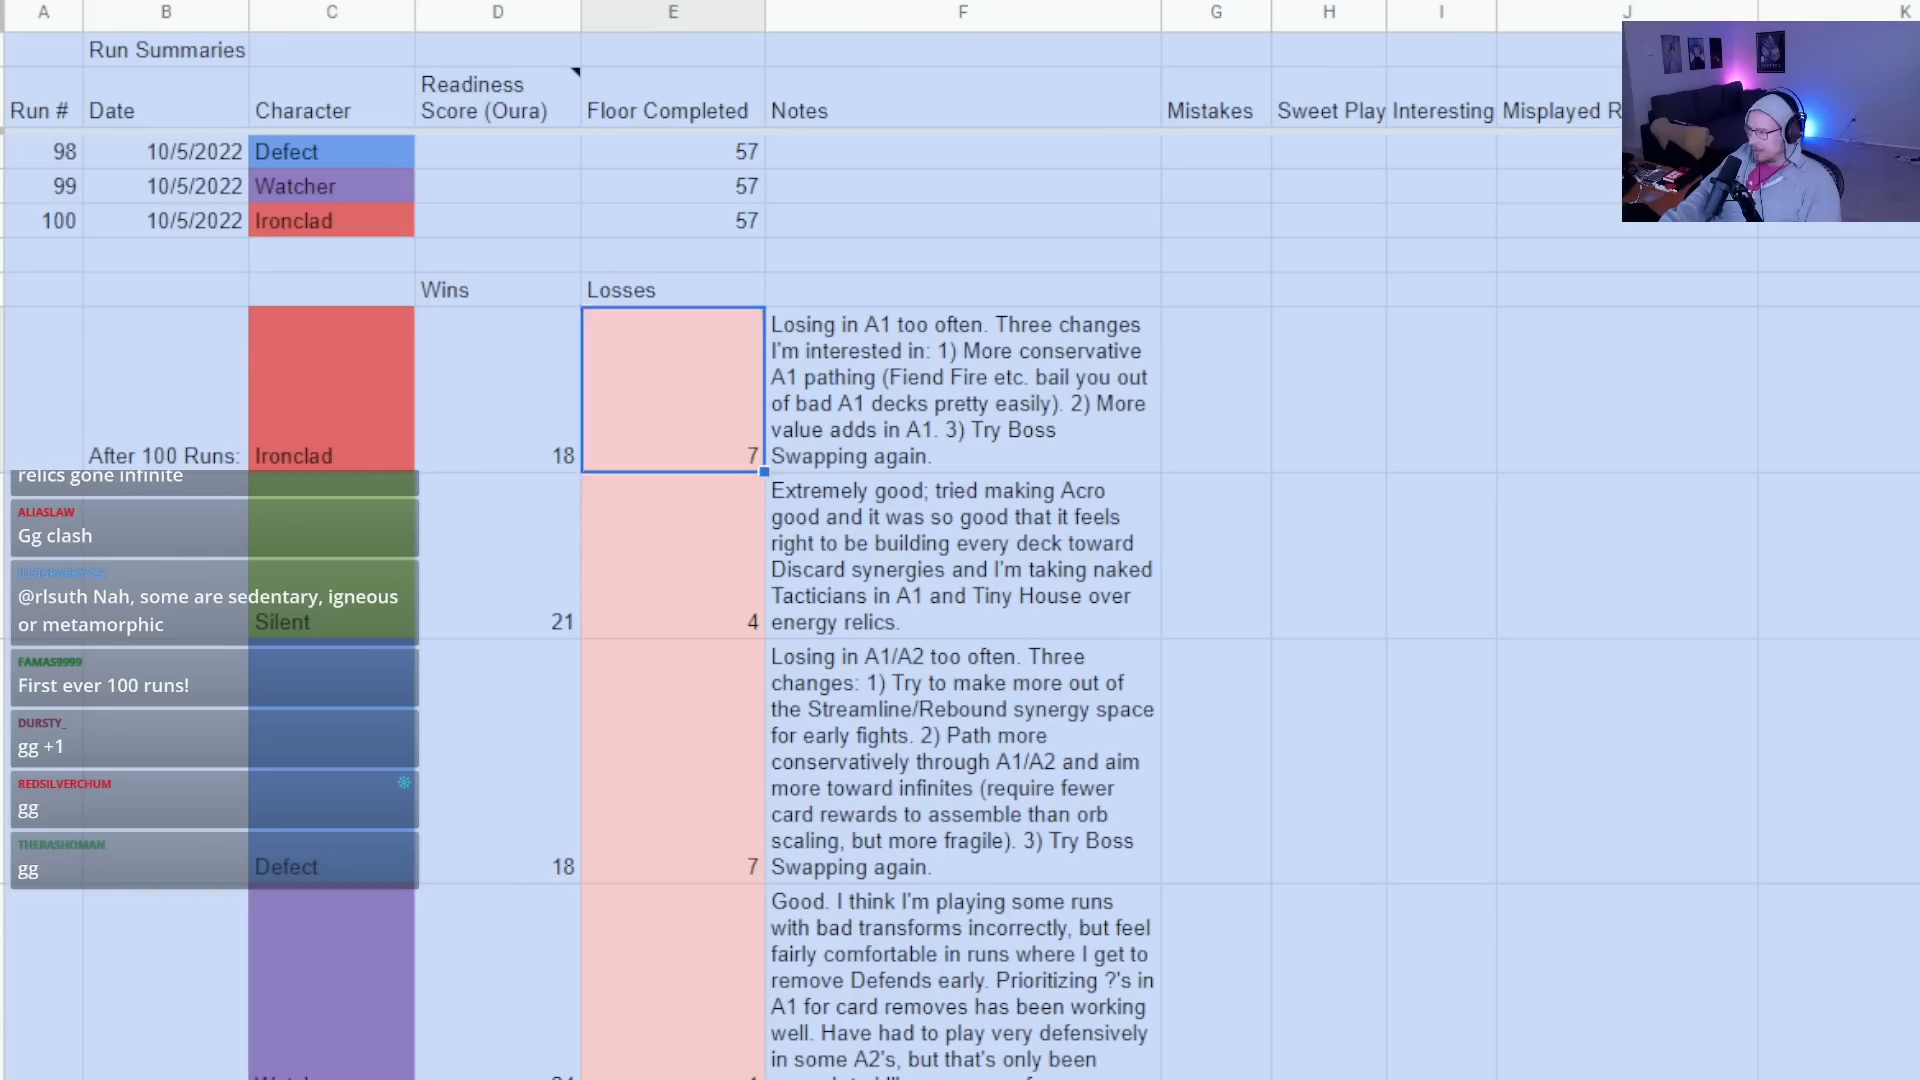 A B C D E F G H I J K
Run Summaries
Readiness
Run # Date Character Score (Oura) Floor Completed Notes Mistakes Sweet Play Interesting Misplayed R
98 10/5/2022 Defect 57
99 10/5/2022 Watcher 57
100 10/5/2022 Ironclad 57
Wins Losses
Losing in A1 too often. Three changes
I'm interested in: 1) More conservative
A1 pathing (Fiend Fire etc. bail you out
of bad A1 decks pretty easily). 2) More
value adds in A1. 3) Try Boss
After 100 Runs: Ironclad 18 7 Swapping again.
Extremely good; tried making Acro
good and it was so good that it feels
right to be building every deck toward
Discard synergies and I'm taking naked
Tacticians in A1 and Tiny House over
Silent 21 4 energy relics.
Losing in A1/A2 too often. Three
changes: 1) Try to make more out of
the Streamline/Rebound synergy space
for early fights. 2) Path more
conservatively through A1/A2 and aim
more toward infinites (require fewer
card rewards to assemble than orb
scaling, but more fragile). 3) Try Boss
Defect 18 7 Swapping again.
Good. I think I'm playing some runs
with bad transforms incorrectly, but feel
fairly comfortable in runs where I get to
remove Defends early. Prioritizing ?'s in
A1 for card removes has been working
well. Have had to play very defensively
in some A2's, but that's only been
relics gone infinite
ALIASLAW
Gg clash
@rlsuth Nah, some are sedentary, igneous
or metamorphic
FAMAS9999
First ever 100 runs!
DURSTY_
gg +1
REDSILVERCHUM
gg
THERASHOMAN
gg